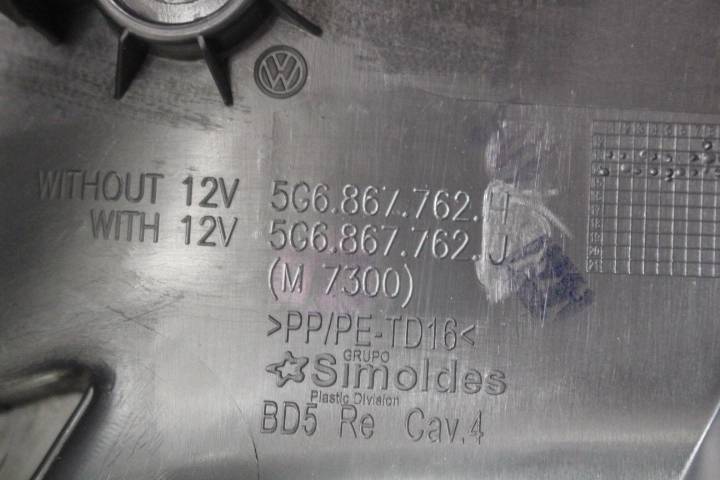 WITHOUT 12V 5G6.867.762.H
WITH 12V 5G6.867.762.J
(M 7300)
>PP/PE-TD16<
GRUPO
Simoldes
Plastic Division
BD5 Re Cav.4